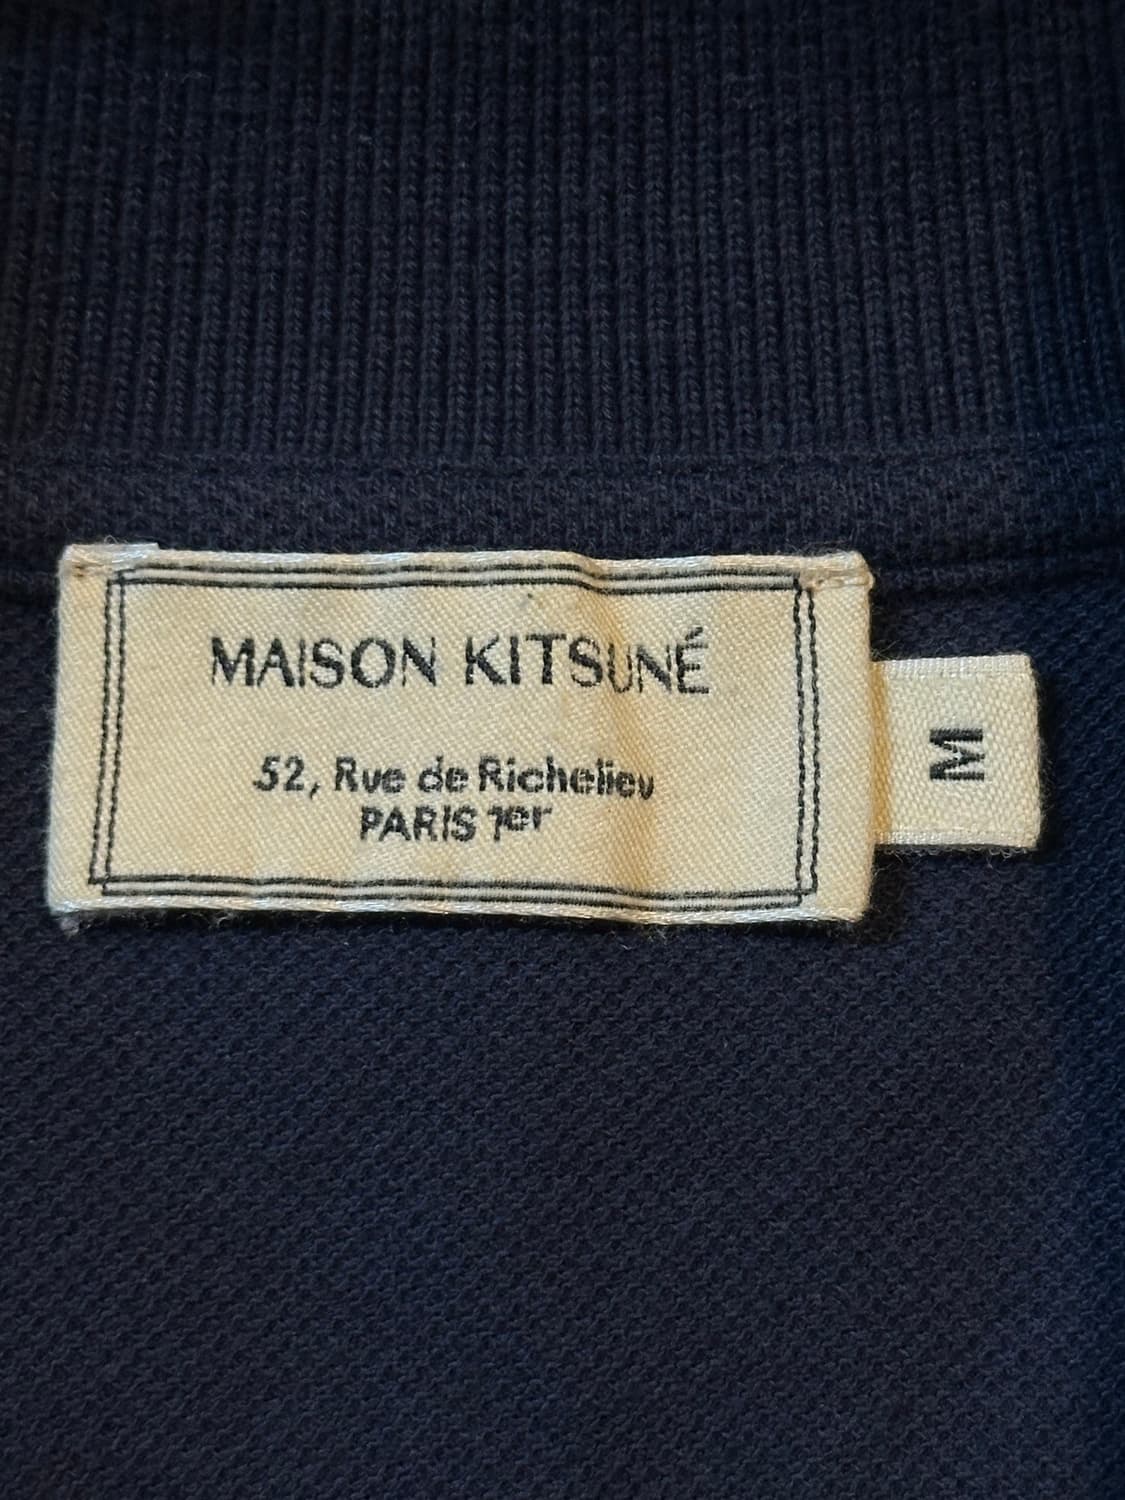 MAISON KITSUNÉ
52, Rue de Richelieu
PARIS 1er
M